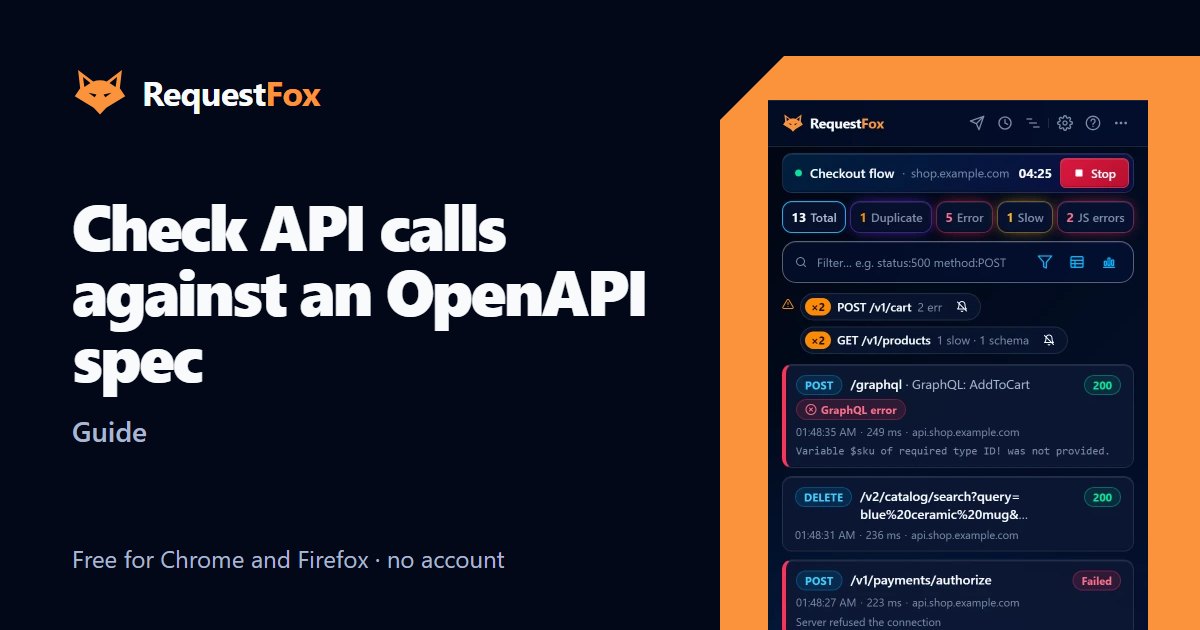 RequestFox
Check API calls
against an OpenAPI
spec
Guide
Free for Chrome and Firefox · no account
RequestFox
Checkout flow · shop.example.com 04:25 Stop
13 Total 1 Duplicate 5 Error 1 Slow 2 JS errors
Filter... e.g. status:500 method:POST
×2 POST /v1/cart 2 err
×2 GET /v1/products 1 slow · 1 schema
POST /graphql · GraphQL: AddToCart 200
GraphQL error
01:48:35 AM · 249 ms · api.shop.example.com
Variable $sku of required type ID! was not provided.
DELETE /v2/catalog/search?query= 200
blue%20ceramic%20mug&...
01:48:31 AM · 236 ms · api.shop.example.com
POST /v1/payments/authorize Failed
01:48:27 AM · 223 ms · api.shop.example.com
Server refused the connection